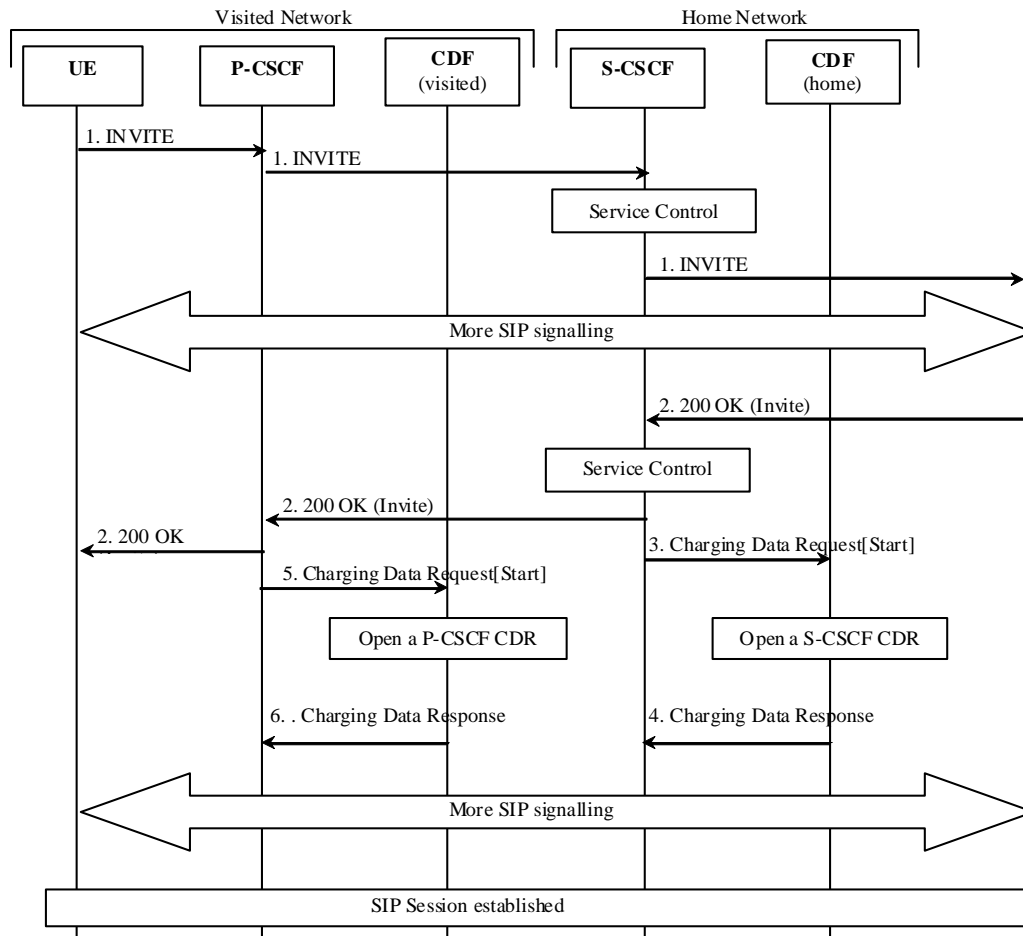 Visited Network
Home Network
UE
P-CSCF
CDF
(visited)
S-CSCF
CDF
(home)
1. INVITE
1. INVITE
Service Control
1. INVITE
More SIP signalling
2. 200 OK (Invite)
Service Control
2. 200 OK (Invite)
2. 200 OK
3. Charging Data Request[Start]
5. Charging Data Request[Start]
Open a P-CSCF CDR
Open a S-CSCF CDR
6. . Charging Data Response
4. Charging Data Response
More SIP signalling
SIP Session established